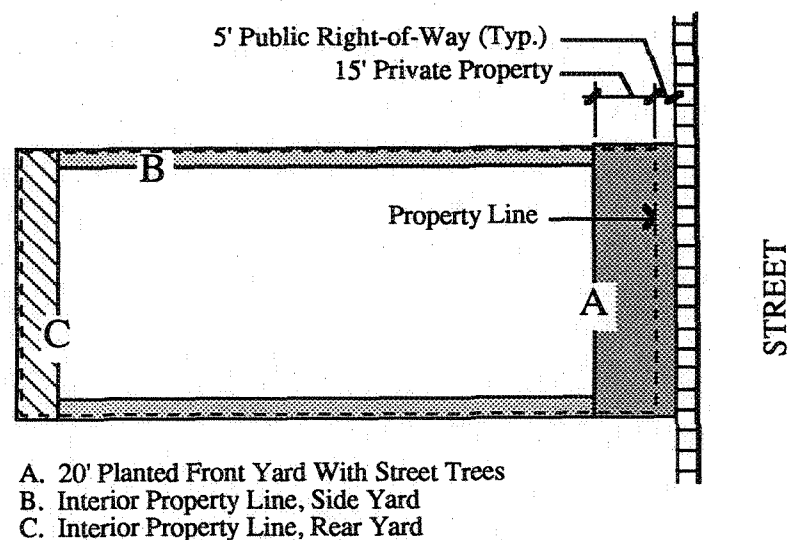 5' Public Right-of-Way (Typ.)
15' Private Property
B
Property Line
A
C
STREET
A. 20' Planted Front Yard With Street Trees
B. Interior Property Line, Side Yard
C. Interior Property Line, Rear Yard